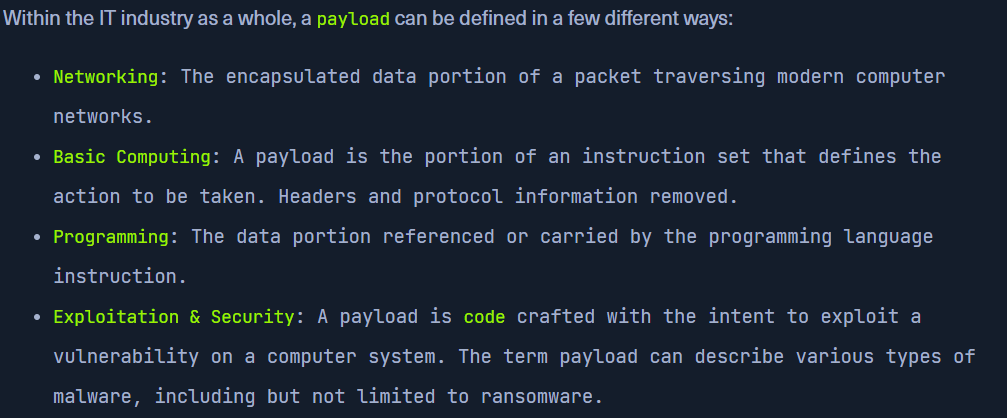 Within the IT industry as a whole, a payload can be defined in a few different ways:
• Networking: The encapsulated data portion of a packet traversing modern computer
networks.
• Basic Computing: A payload is the portion of an instruction set that defines the
action to be taken. Headers and protocol information removed.
• Programming: The data portion referenced or carried by the programming language
instruction.
• Exploitation & Security: A payload is code crafted with the intent to exploit a
vulnerability on a computer system. The term payload can describe various types of
malware, including but not limited to ransomware.